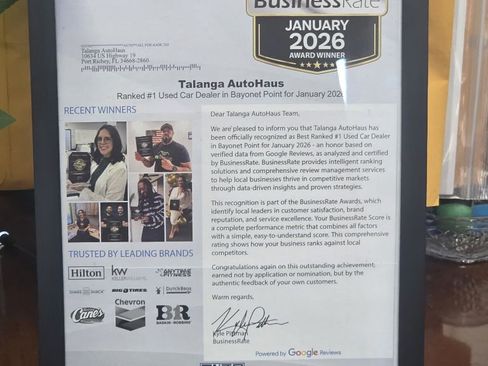 BusinessRate
JANUARY
2026
AWARD WINNER
Talanga AutoHaus
10634 US Highway 19
Port Richey, FL 34668-2860
Talanga AutoHaus
Ranked #1 Used Car Dealer in Bayonet Point for January 2026
RECENT WINNERS
Dear Talanga AutoHaus Team,
We are pleased to inform you that Talanga AutoHaus has
been officially recognized as Best Ranked #1 Used Car Dealer
in Bayonet Point for January 2026 - an honor based on
verified data from Google Reviews, as analyzed and certified
by BusinessRate. BusinessRate provides intelligent ranking
solutions and comprehensive review management services
to help local businesses thrive in competitive markets
through data-driven insights and proven strategies.
This recognition is part of the BusinessRate Awards, which
identify local leaders in customer satisfaction, brand
reputation, and service excellence. Your BusinessRate Score is
a complete performance metric that combines all factors
with a simple, easy-to-understand score. This comprehensive
rating shows how your business ranks against local
competitors.
Congratulations again on this outstanding achievement,
earned not by application or nomination, but by the
authentic feedback of your own customers.
Warm regards,
Kyle Pittman
BusinessRate
Powered by Google Reviews
TRUSTED BY LEADING BRANDS
Hilton
kw
KELLERWILLIAMS
ANYTIME
BIG O TIRES
DutchBros
Canes
Chevron
BR
BASKIN-ROBBINS